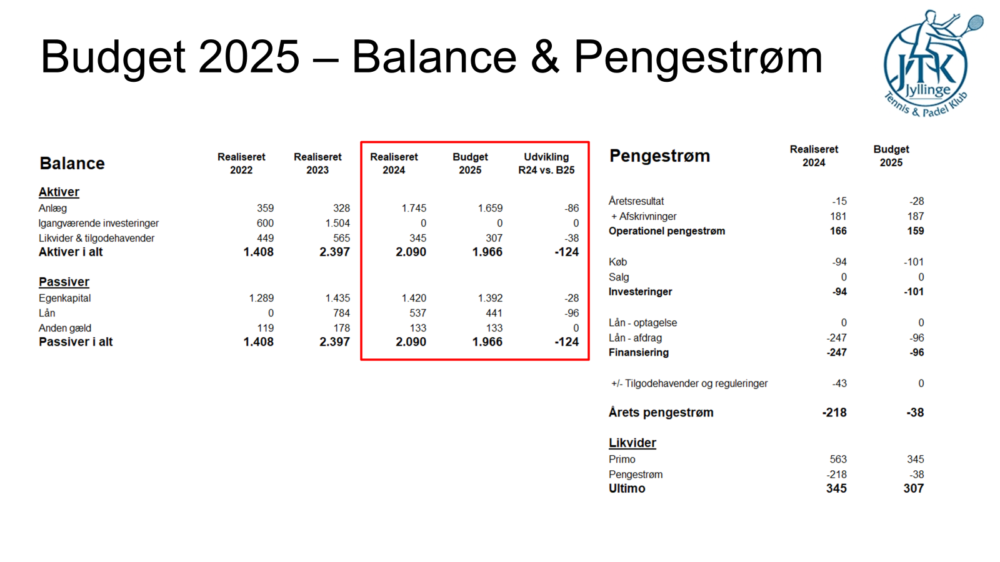 Budget 2025 – Balance & Pengestrøm
JTK
Jyllinge
Tennis & Padel Klub
Balance Realiseret 2022 Realiseret 2023 Realiseret 2024 Budget 2025 Udvikling R24 vs. B25
Aktiver
Anlæg 359 328 1.745 1.659 -86
Igangværende investeringer 600 1.504 0 0 0
Likvider & tilgodehavender 449 565 345 307 -38
Aktiver i alt 1.408 2.397 2.090 1.966 -124
Passiver
Egenkapital 1.289 1.435 1.420 1.392 -28
Lån 0 784 537 441 -96
Anden gæld 119 178 133 133 0
Passiver i alt 1.408 2.397 2.090 1.966 -124
Pengestrøm Realiseret 2024 Budget 2025
Åretsresultat -15 -28
+ Afskrivninger 181 187
Operationel pengestrøm 166 159
Køb -94 -101
Salg 0 0
Investeringer -94 -101
Lån - optagelse 0 0
Lån - afdrag -247 -96
Finansiering -247 -96
+/- Tilgodehavender og reguleringer -43 0
Årets pengestrøm -218 -38
Likvider
Primo 563 345
Pengestrøm -218 -38
Ultimo 345 307